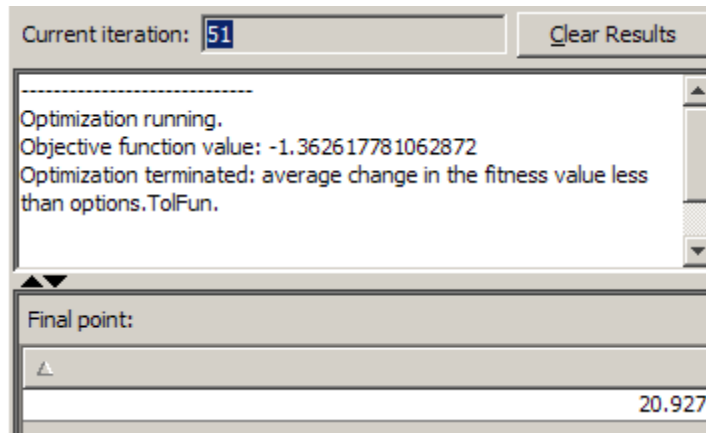 Current iteration: 51 Clear Results
------------------------------
Optimization running.
Objective function value: -1.362617781062872
Optimization terminated: average change in the fitness value less
than options.TolFun.
Final point:
20.927